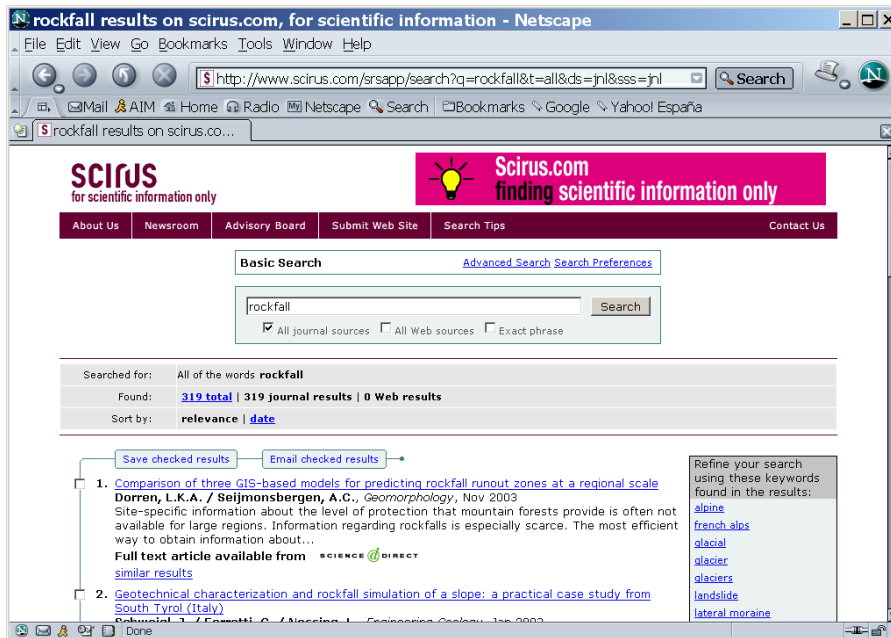 rockfall results on scirus.com, for scientific information - Netscape
File Edit View Go Bookmarks Tools Window Help
http://www.scirus.com/srsapp/search?q=rockfall&t=all&ds=jnl&sss=jnl Search
Mail AIM Home Radio Netscape Search Bookmarks Google Yahoo! España
rockfall results on scirus.co...
SCIRUS
for scientific information only
Scirus.com
finding scientific information only
About Us Newsroom Advisory Board Submit Web Site Search Tips Contact Us
Basic Search Advanced Search Search Preferences
rockfall Search
All journal sources All Web sources Exact phrase
Searched for: All of the words rockfall
Found: 319 total | 319 journal results | 0 Web results
Sort by: relevance | date
Save checked results Email checked results
1. Comparison of three GIS-based models for predicting rockfall runout zones at a regional scale
Dorren, L.K.A. / Seijmonsbergen, A.C., Geomorphology, Nov 2003
Site-specific information about the level of protection that mountain forests provide is often not
available for large regions. Information regarding rockfalls is especially scarce. The most efficient
way to obtain information about...
Full text article available from SCIENCE DIRECT
similar results
2. Geotechnical characterization and rockfall simulation of a slope: a practical case study from
South Tyrol (Italy)
Refine your search
using these keywords
found in the results:
alpine
french alps
glacial
glacier
glaciers
landslide
lateral moraine
Done